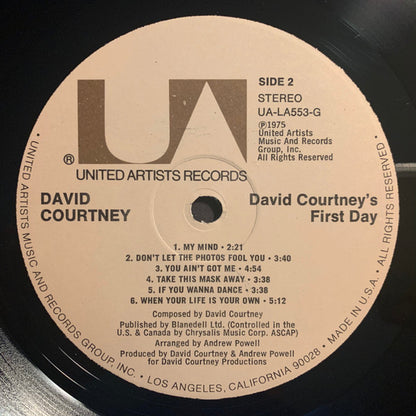 UA
®
UNITED ARTISTS RECORDS
SIDE 2
STEREO
UA-LA553-G
℗1975
United Artists
Music And Records
Group, Inc.
All Rights Reserved
DAVID
COURTNEY
David Courtney's
First Day
1. MY MIND • 2:21
2. DON'T LET THE PHOTOS FOOL YOU • 3:40
3. YOU AIN'T GOT ME • 4:54
4. TAKE THIS MASK AWAY • 3:38
5. IF YOU WANNA DANCE • 3:38
6. WHEN YOUR LIFE IS YOUR OWN • 5:12
Composed by David Courtney
Published by Blanedell Ltd. (Controlled in the
U.S. & Canada by Chrysalis Music Corp. ASCAP)
Arranged by Andrew Powell
Produced by David Courtney & Andrew Powell
for David Courtney Productions
• UNITED ARTISTS MUSIC AND RECORDS GROUP, INC. • LOS ANGELES, CALIFORNIA 90028 • MADE IN U.S.A. • ALL RIGHTS RESERVED •